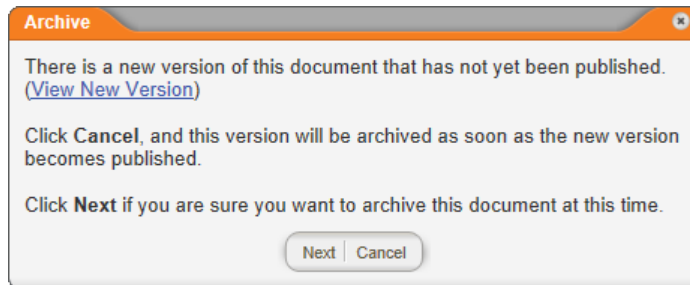 Archive
There is a new version of this document that has not yet been published.
(View New Version)
Click Cancel, and this version will be archived as soon as the new version
becomes published.
Click Next if you are sure you want to archive this document at this time.
Next Cancel